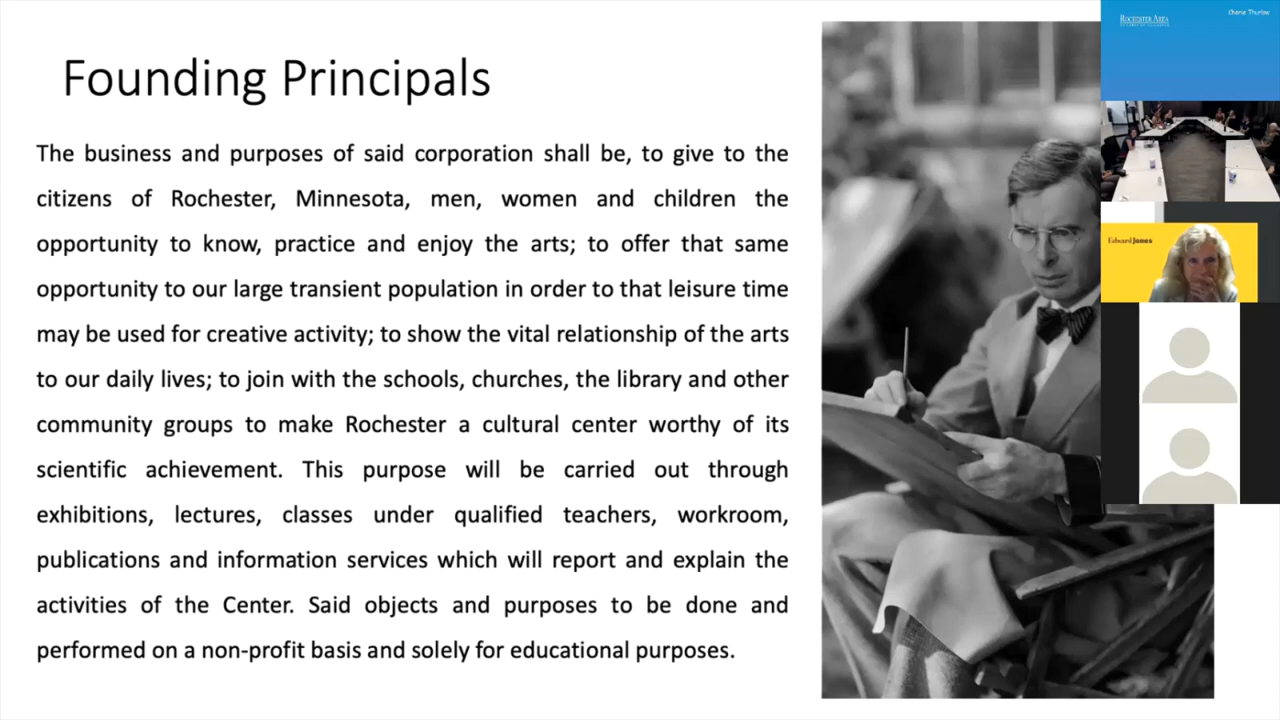 Founding Principals
The business and purposes of said corporation shall be, to give to the
citizens of Rochester, Minnesota, men, women and children the
opportunity to know, practice and enjoy the arts; to offer that same
opportunity to our large transient population in order to that leisure time
may be used for creative activity; to show the vital relationship of the arts
to our daily lives; to join with the schools, churches, the library and other
community groups to make Rochester a cultural center worthy of its
scientific achievement. This purpose will be carried out through
exhibitions, lectures, classes under qualified teachers, workroom,
publications and information services which will report and explain the
activities of the Center. Said objects and purposes to be done and
performed on a non-profit basis and solely for educational purposes.
Rochester Area
Cherie Thurlow
Edward Jones